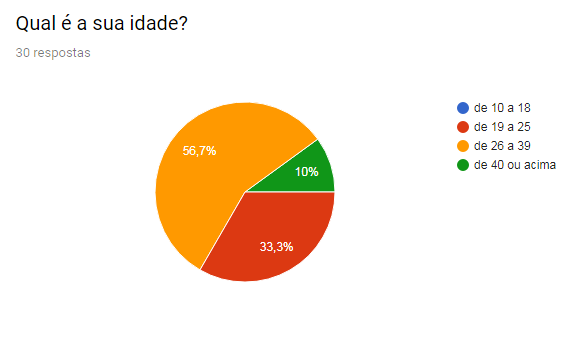 Qual é a sua idade?
30 respostas
de 10 a 18
de 19 a 25
de 26 a 39
de 40 ou acima
56,7%
10%
33,3%